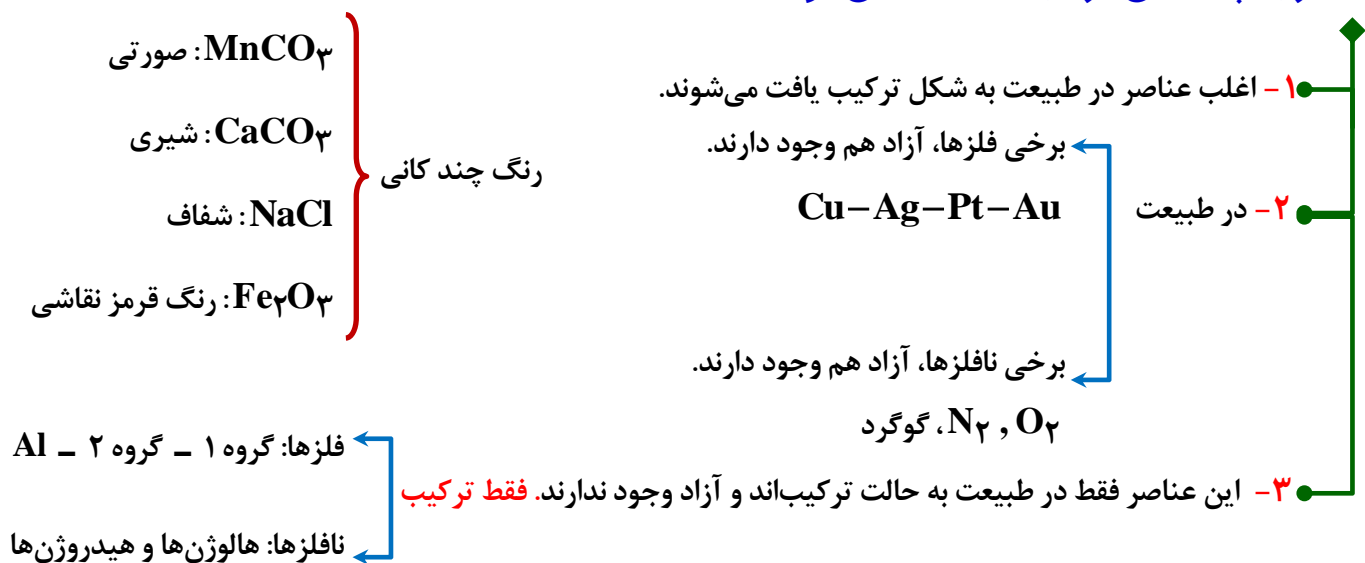 ۱- اغلب عناصر در طبیعت به شکل ترکیب یافت می‌شوند.
۲- در طبیعت
برخی فلزها، آزاد هم وجود دارند.
Cu–Ag–Pt–Au
برخی نافلزها، آزاد هم وجود دارند.
N۲ , O۲، گوگرد
۳- این عناصر فقط در طبیعت به حالت ترکیب‌اند و آزاد وجود ندارند. فقط ترکیب
فلزها: گروه ۱ – گروه ۲ – Al
نافلزها: هالوژن‌ها و هیدروژن‌ها
رنگ چند کانی
MnCO۳: صورتی
CaCO۳: شیری
NaCl: شفاف
Fe۲O۳: رنگ قرمز نقاشی